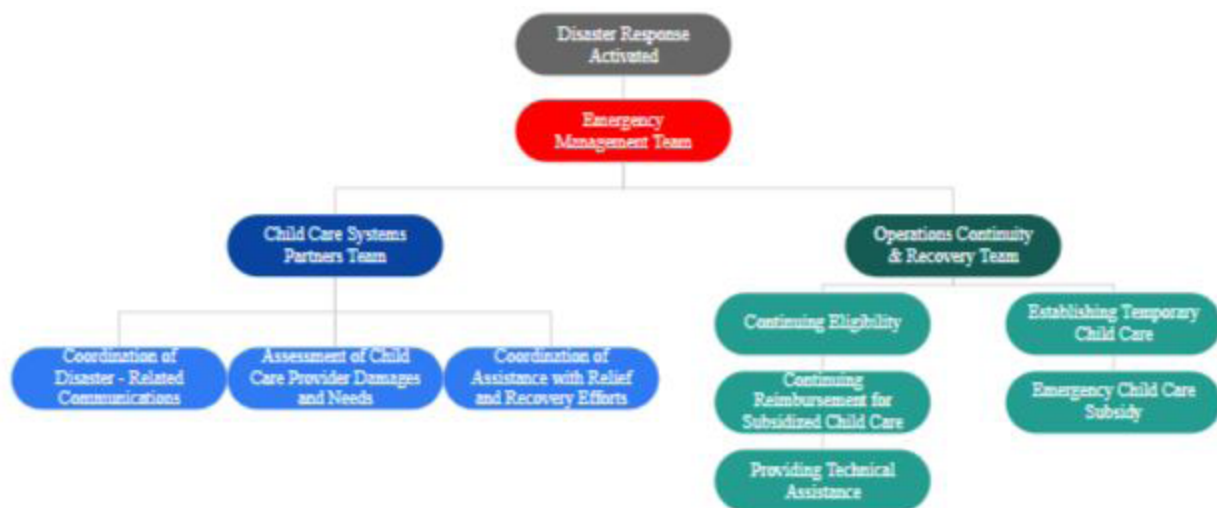 Disaster Response
Activated
Emergency
Management Team
Child Care Systems
Partners Team
Operations Continuity
& Recovery Team
Coordination of
Disaster - Related
Communications
Assessment of Child
Care Provider Damages
and Needs
Coordination of
Assistance with Relief
and Recovery Efforts
Continuing Eligibility
Continuing
Reimbursement for
Subsidized Child Care
Providing Technical
Assistance
Establishing Temporary
Child Care
Emergency Child Care
Subsidy